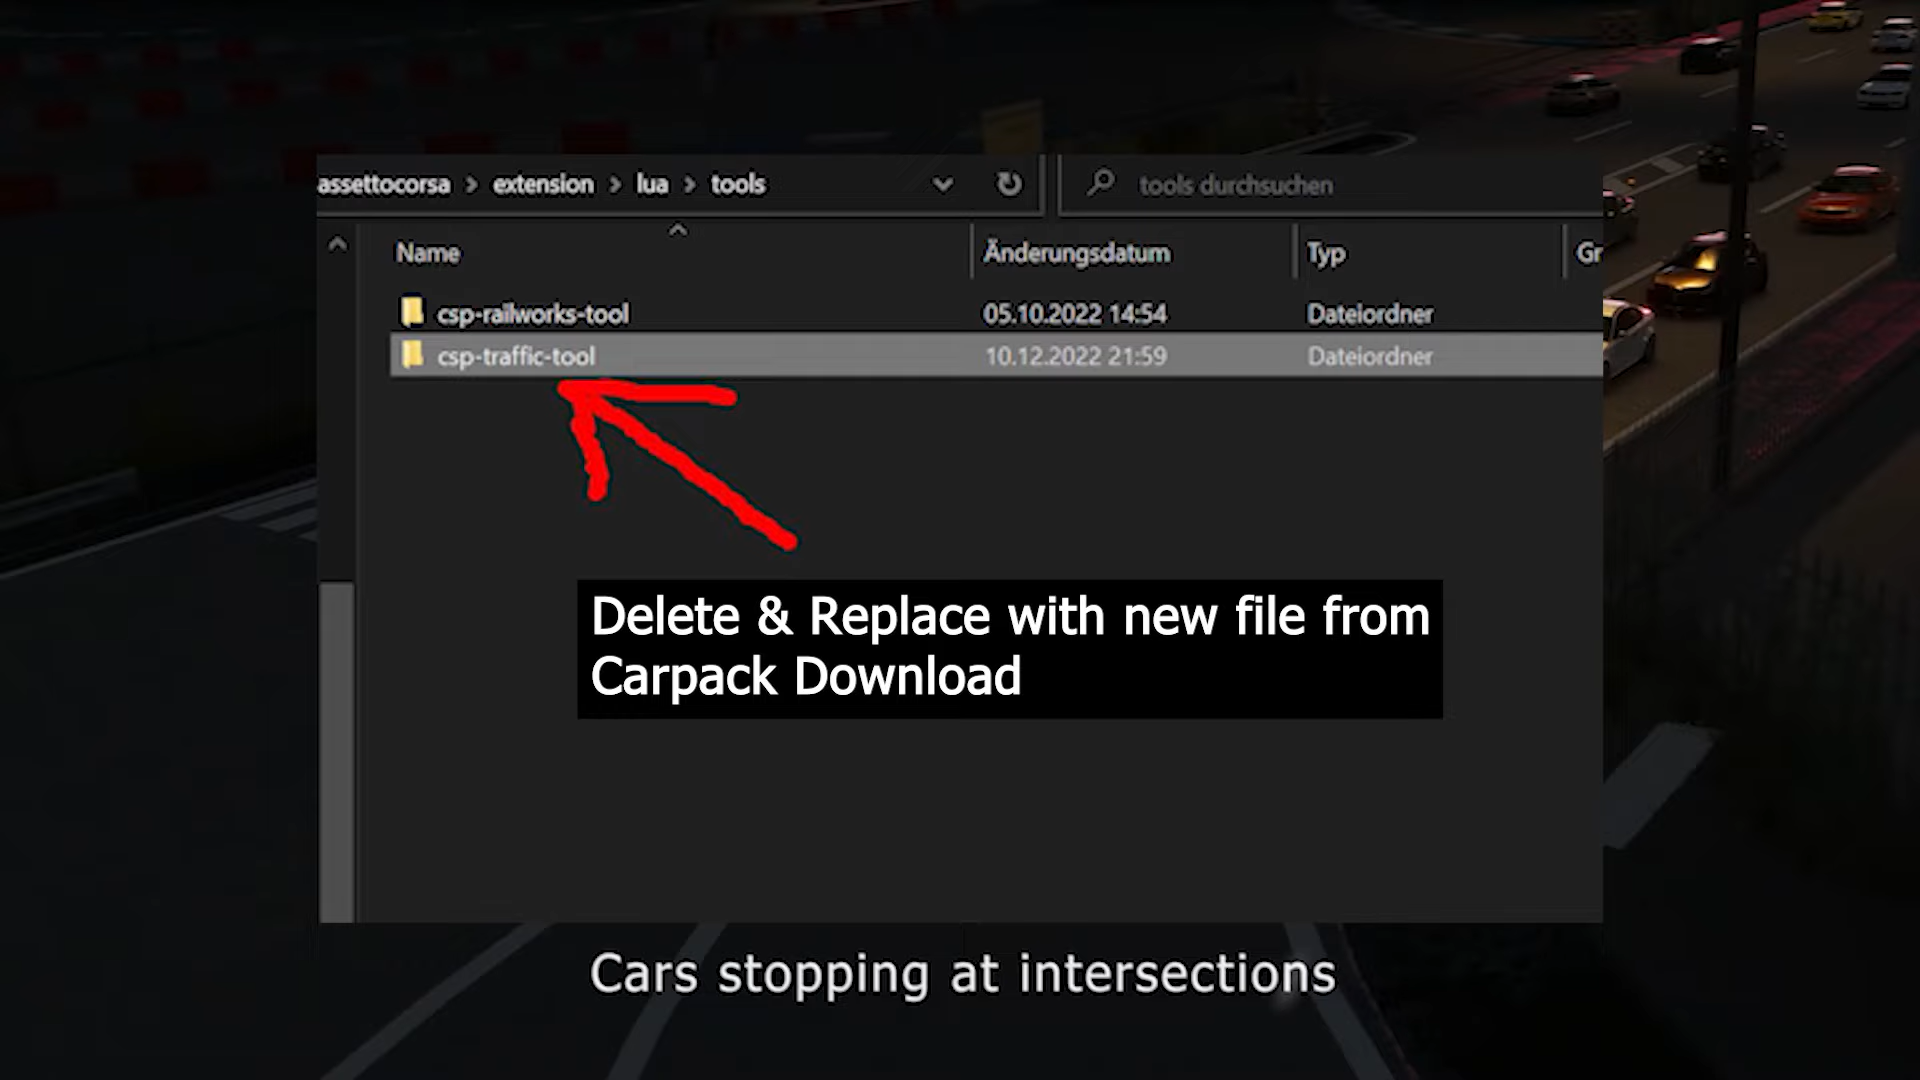 assettocorsa > extension > lua > tools
tools durchsuchen
Name Änderungsdatum Typ Gr
csp-railworks-tool 05.10.2022 14:54 Dateiordner
csp-traffic-tool 10.12.2022 21:59 Dateiordner
Delete & Replace with new file from
Carpack Download
Cars stopping at intersections